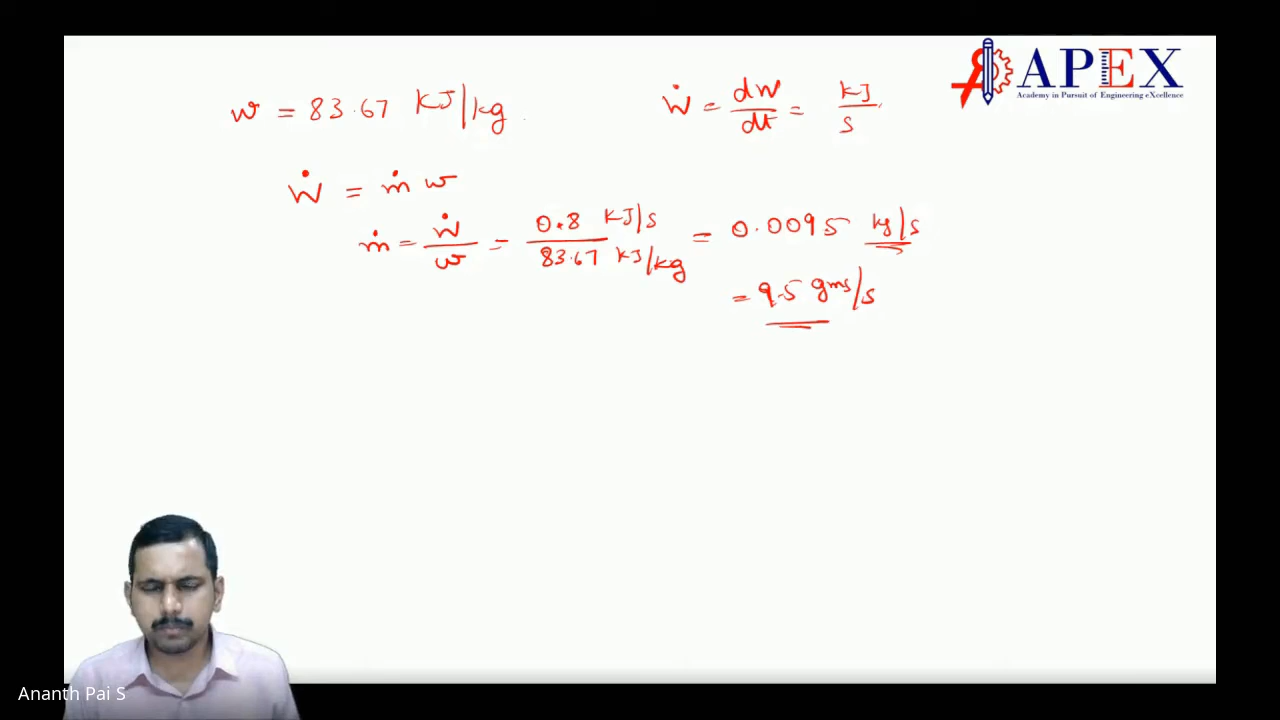 APEX
Academy in Pursuit of Engineering eXcellence
w = 83.67 KJ/kg
Ẇ = dW/dt = kJ/s
Ẇ = ṁ w
ṁ = Ẇ/w = 0.8 KJ/s / 83.67 KJ/kg = 0.0095 kg/s
= 9.5 gms/s
Ananth Pai S